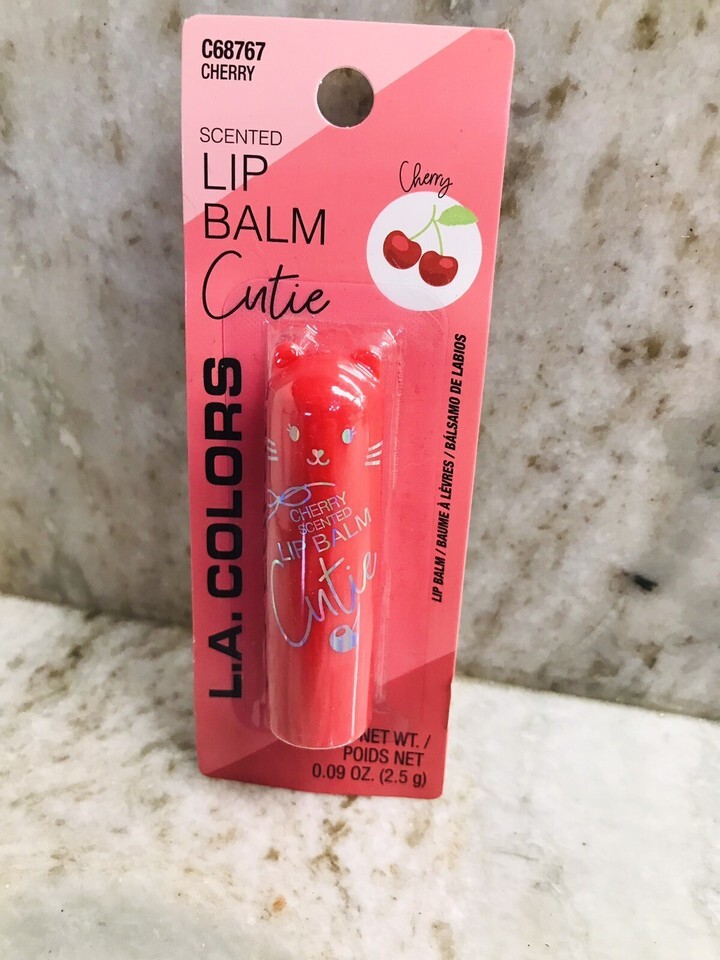 C68767
CHERRY
SCENTED
LIP
BALM
Cutie
Cherry
L.A. COLORS
CHERRY
SCENTED
LIP BALM
Cutie
LIP BALM / BAUME À LÈVRES / BÁLSAMO DE LABIOS
NET WT. /
POIDS NET
0.09 OZ. (2.5 g)